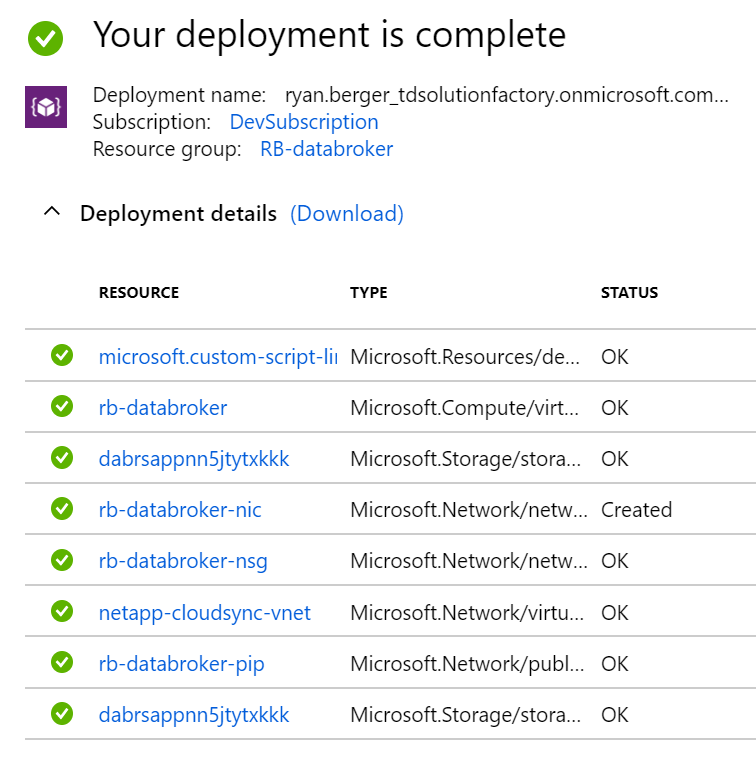 Your deployment is complete
Deployment name: ryan.berger_tdsolutionfactory.onmicrosoft.com...
Subscription: DevSubscription
Resource group: RB-databroker
Deployment details (Download)
RESOURCE TYPE STATUS
microsoft.custom-script-lin Microsoft.Resources/de... OK
rb-databroker Microsoft.Compute/virt... OK
dabrsappnn5jtytxkkk Microsoft.Storage/stora... OK
rb-databroker-nic Microsoft.Network/netw... Created
rb-databroker-nsg Microsoft.Network/netw... OK
netapp-cloudsync-vnet Microsoft.Network/virtu... OK
rb-databroker-pip Microsoft.Network/publ... OK
dabrsappnn5jtytxkkk Microsoft.Storage/stora... OK